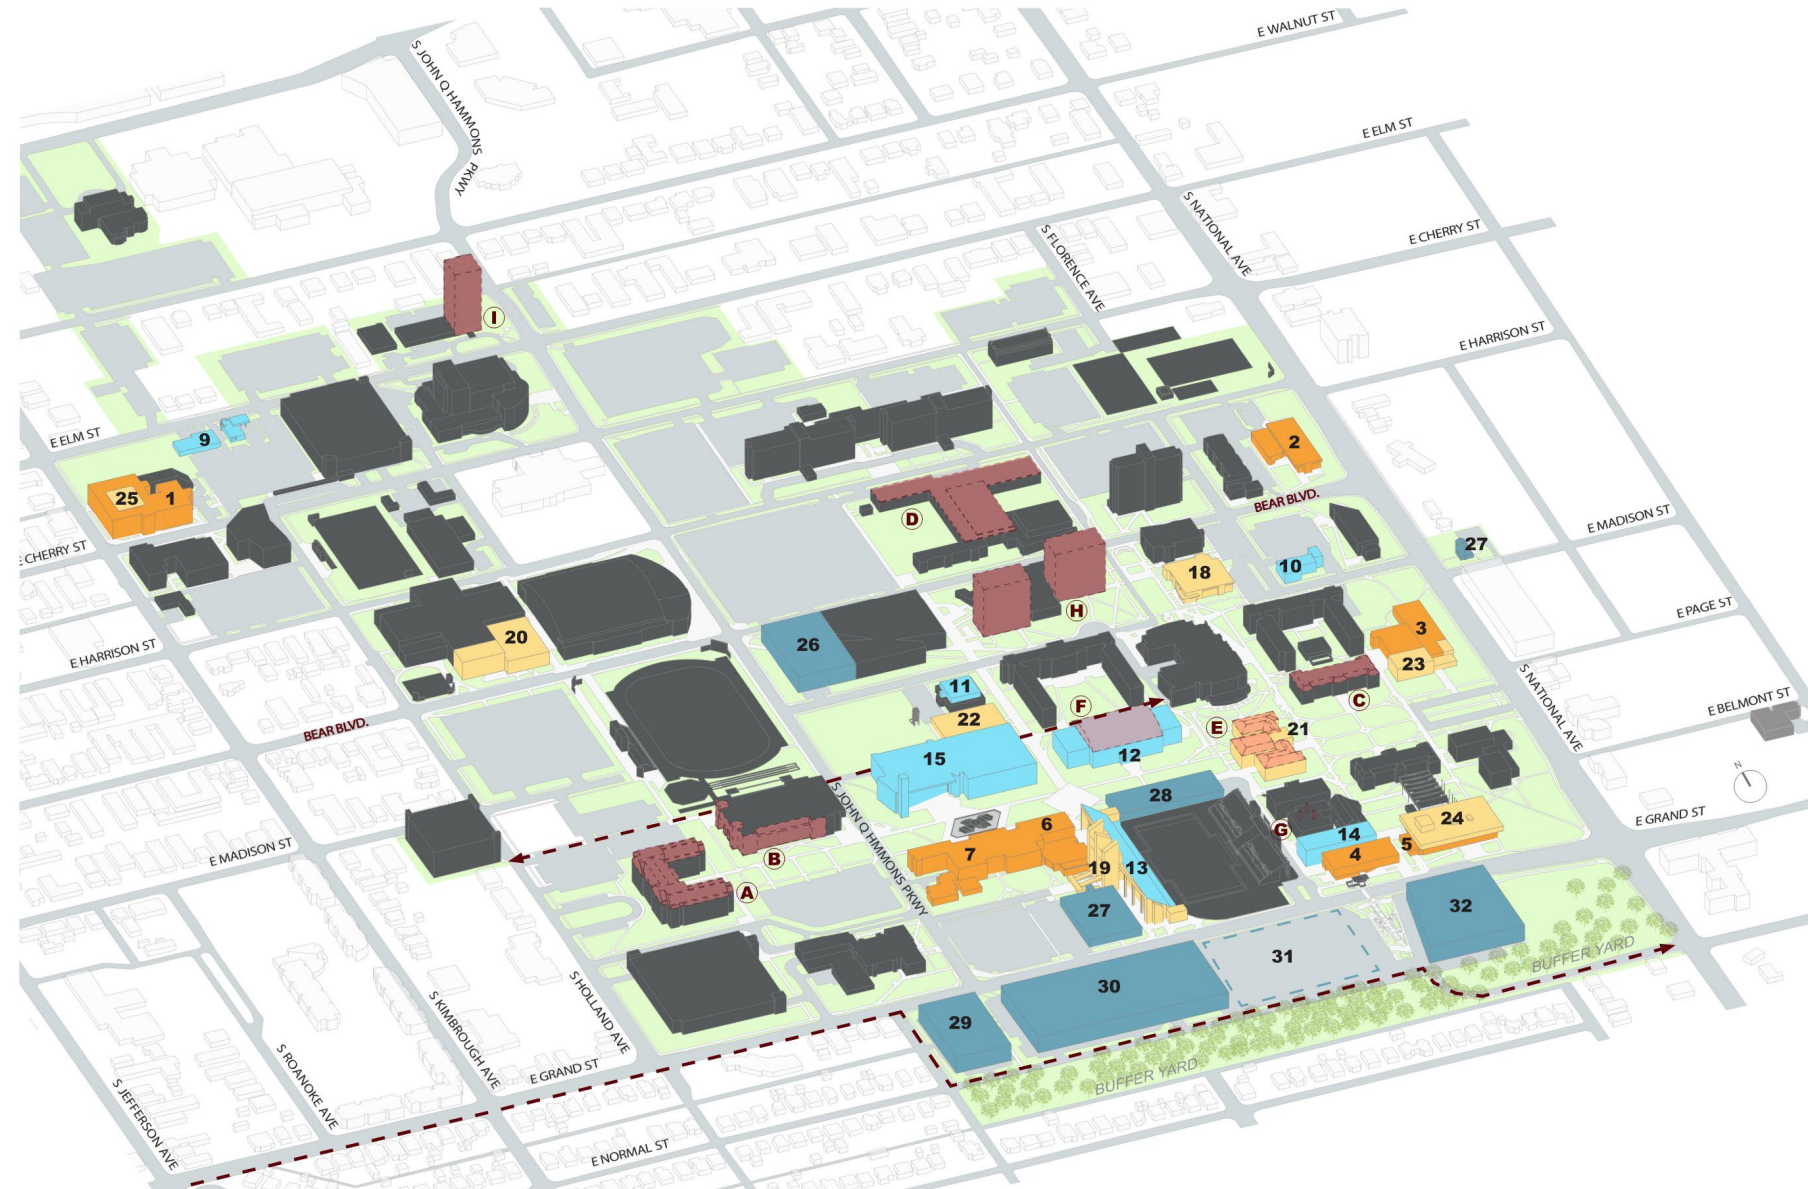 E WALNUT ST
S JOHN Q HAMMONS PKWY
E ELM ST
S NATIONAL AVE
E CHERRY ST
S FLORENCE AVE
I
E HARRISON ST
E ELM ST
9
2
25
1
BEAR BLVD.
D
E MADISON ST
E CHERRY ST
27
10
18
H
E PAGE ST
20
3
26
E HARRISON ST
23
11
C
S NATIONAL AVE
E BELMONT ST
F
22
E
21
BEAR BLVD.
12
15
N
28
S JOHN Q HMMONS PKWY
E GRAND ST
6
24
G
14
E MADISON ST
7
B
4
5
19
13
A
27
32
BUFFER YARD
31
30
S HOLLAND AVE
29
S KIMBROUGH AVE
E GRAND ST
BUFFER YARD
S ROANOKE AVE
S JEFFERSON AVE
E NORMAL ST